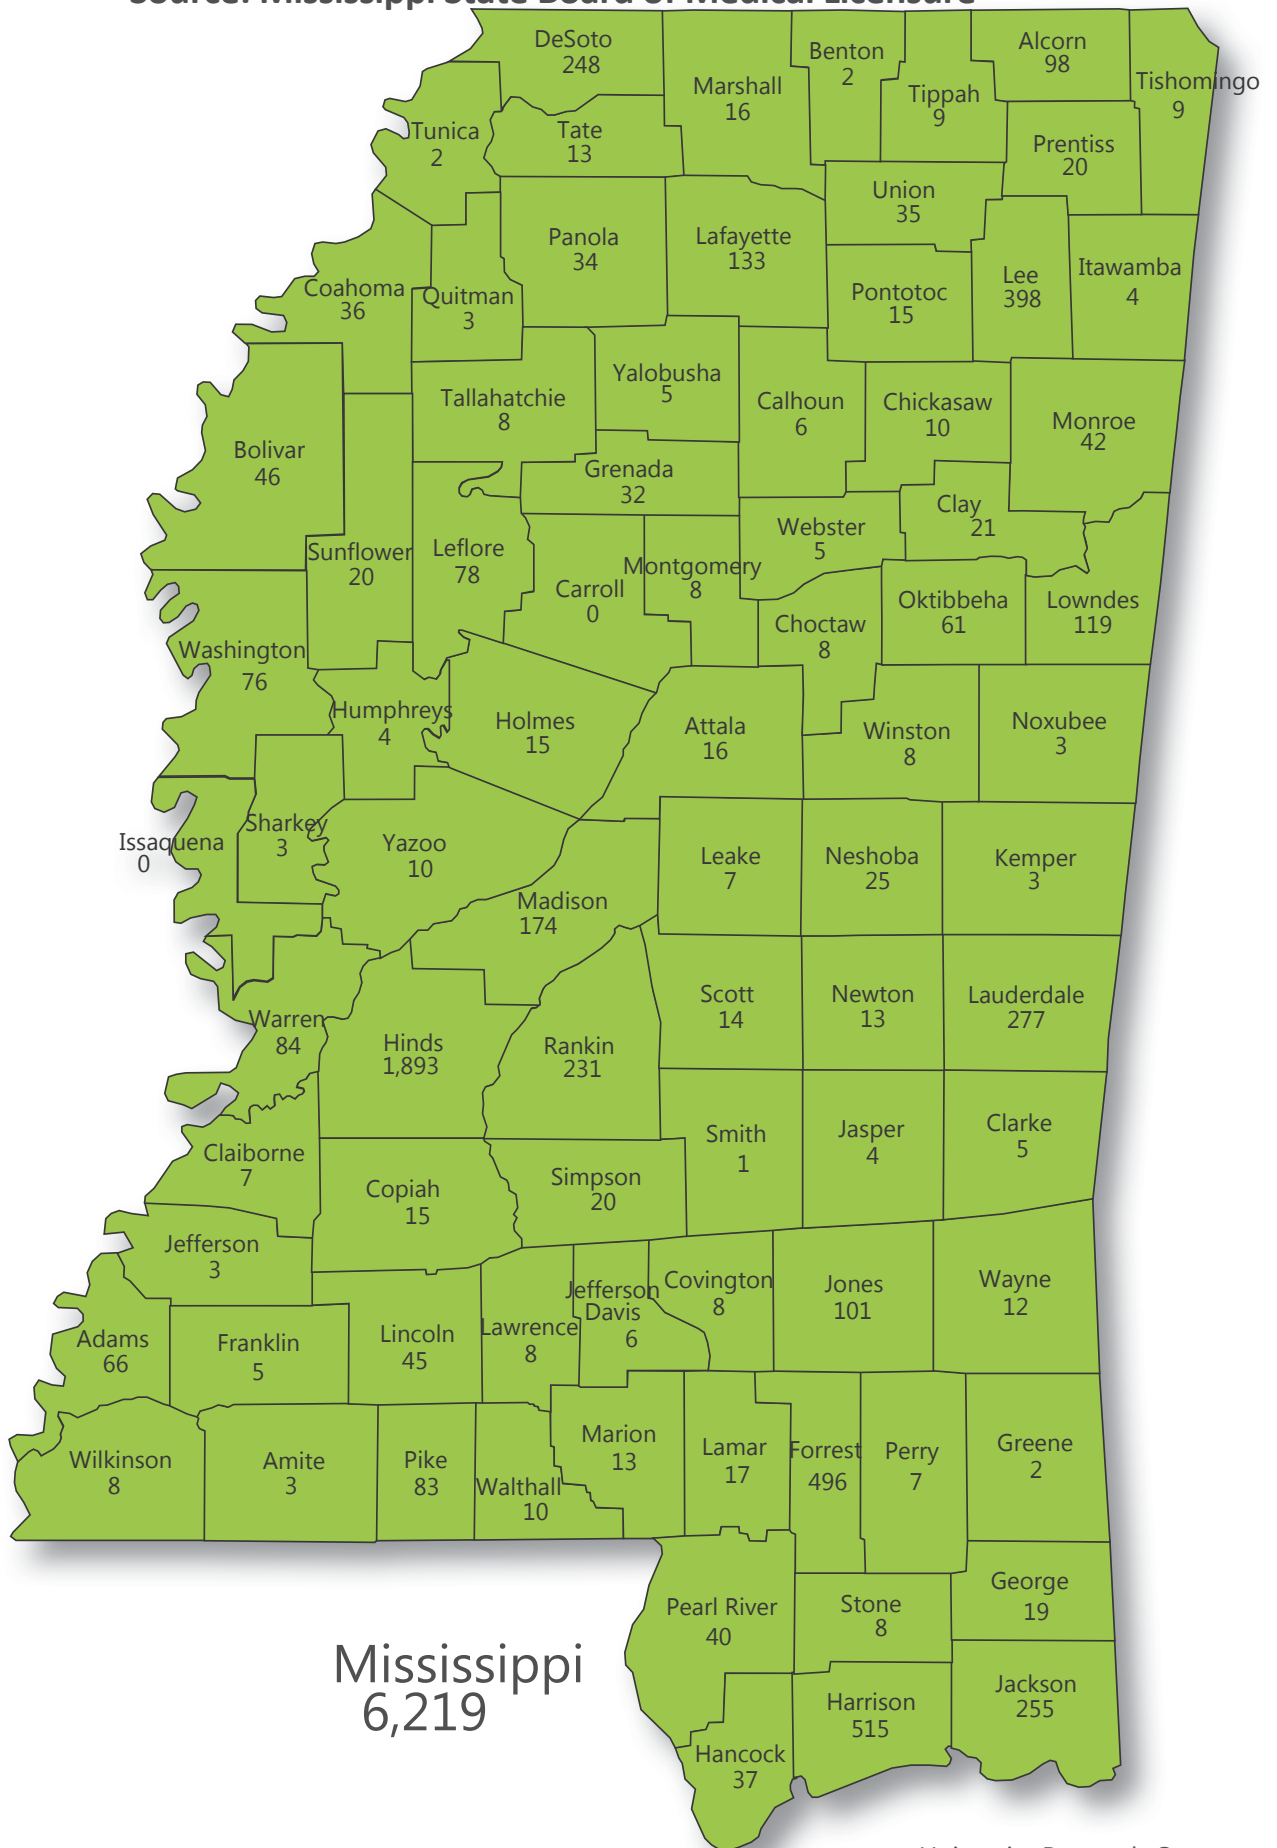 Source: Mississippi State Board of Medical Licensure
DeSoto
248
Marshall
16
Benton
2
Tippah
9
Alcorn
98
Tishomingo
9
Tunica
2
Tate
13
Prentiss
20
Union
35
Panola
34
Lafayette
133
Coahoma
36
Quitman
3
Pontotoc
15
Lee
398
Itawamba
4
Tallahatchie
8
Yalobusha
5
Calhoun
6
Chickasaw
10
Monroe
42
Bolivar
46
Grenada
32
Clay
21
Sunflower
20
Leflore
78
Carroll
0
Montgomery
8
Webster
5
Choctaw
8
Oktibbeha
61
Lowndes
119
Washington
76
Humphreys
4
Holmes
15
Attala
16
Winston
8
Noxubee
3
Issaquena
0
Sharkey
3
Yazoo
10
Madison
174
Leake
7
Neshoba
25
Kemper
3
Warren
84
Hinds
1,893
Rankin
231
Scott
14
Newton
13
Lauderdale
277
Claiborne
7
Copiah
15
Simpson
20
Smith
1
Jasper
4
Clarke
5
Jefferson
3
Adams
66
Franklin
5
Lincoln
45
Lawrence
8
Jefferson
Davis
6
Covington
8
Jones
101
Wayne
12
Wilkinson
8
Amite
3
Pike
83
Walthall
10
Marion
13
Lamar
17
Forrest
496
Perry
7
Greene
2
Pearl River
40
Stone
8
George
19
Mississippi
6,219
Hancock
37
Harrison
515
Jackson
255